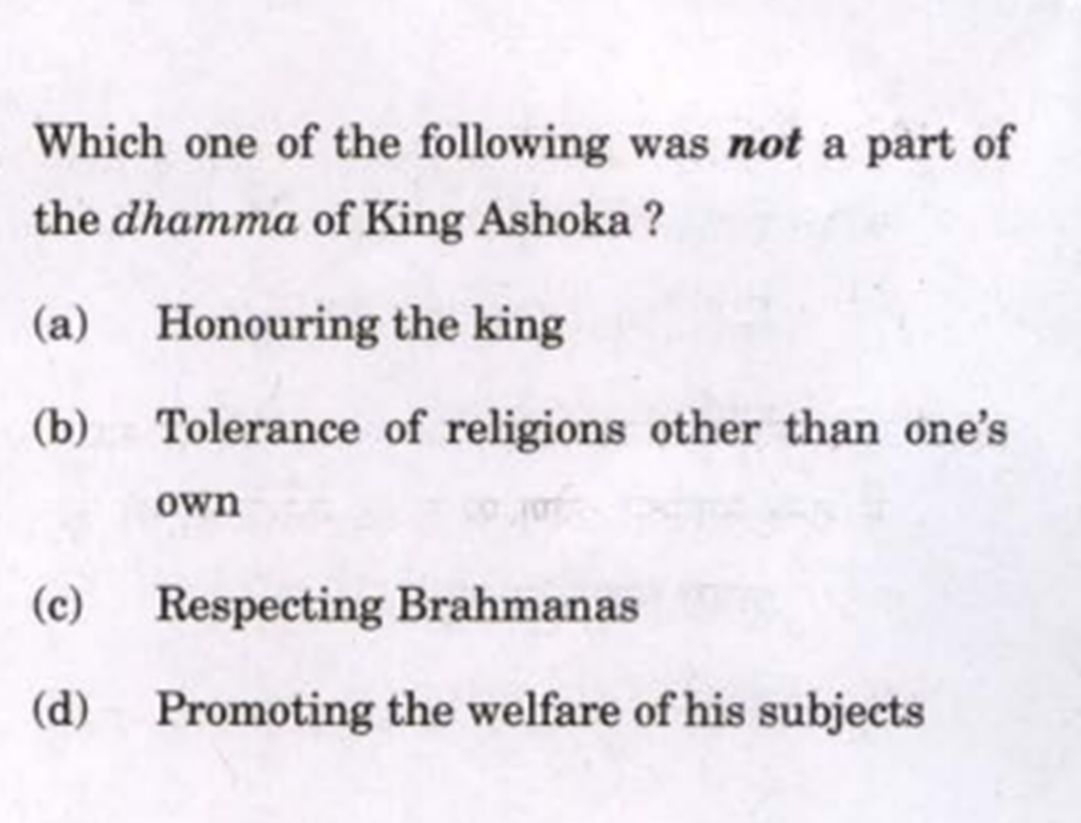 Which one of the following was not a part of
the dhamma of King Ashoka ?
(a) Honouring the king
(b) Tolerance of religions other than one's
own
(c) Respecting Brahmanas
(d) Promoting the welfare of his subjects